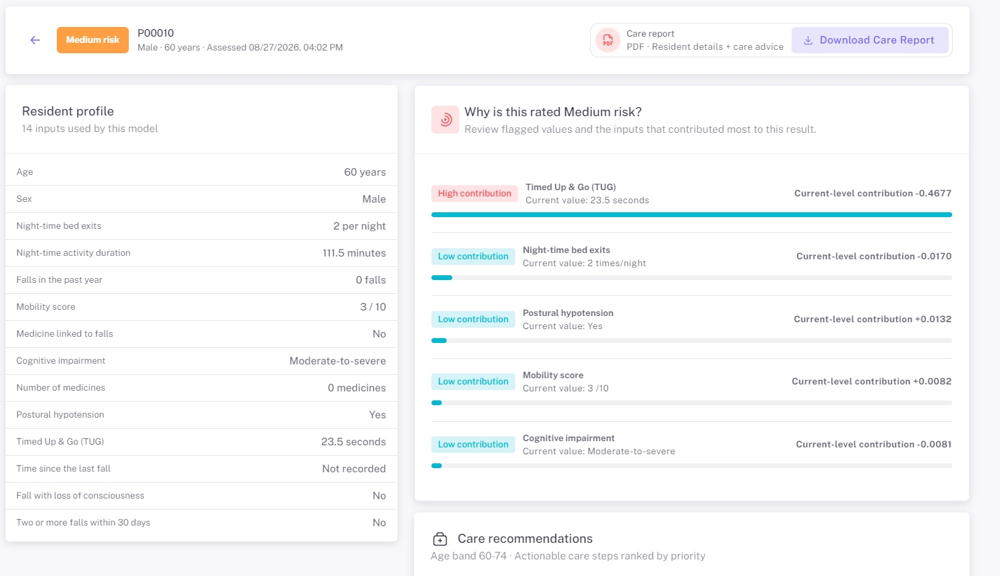 Medium risk
P00010
Male · 60 years · Assessed 08/27/2026, 04:02 PM
PDF
Care report
PDF · Resident details + care advice
Download Care Report
Resident profile
14 inputs used by this model
Age 60 years
Sex Male
Night-time bed exits 2 per night
Night-time activity duration 111.5 minutes
Falls in the past year 0 falls
Mobility score 3 / 10
Medicine linked to falls No
Cognitive impairment Moderate-to-severe
Number of medicines 0 medicines
Postural hypotension Yes
Timed Up & Go (TUG) 23.5 seconds
Time since the last fall Not recorded
Fall with loss of consciousness No
Two or more falls within 30 days No
Why is this rated Medium risk?
Review flagged values and the inputs that contributed most to this result.
High contribution
Timed Up & Go (TUG)
Current value: 23.5 seconds
Current-level contribution -0.4677
Low contribution
Night-time bed exits
Current value: 2 times/night
Current-level contribution -0.0170
Low contribution
Postural hypotension
Current value: Yes
Current-level contribution +0.0132
Low contribution
Mobility score
Current value: 3 /10
Current-level contribution +0.0082
Low contribution
Cognitive impairment
Current value: Moderate-to-severe
Current-level contribution -0.0081
Care recommendations
Age band 60-74 · Actionable care steps ranked by priority